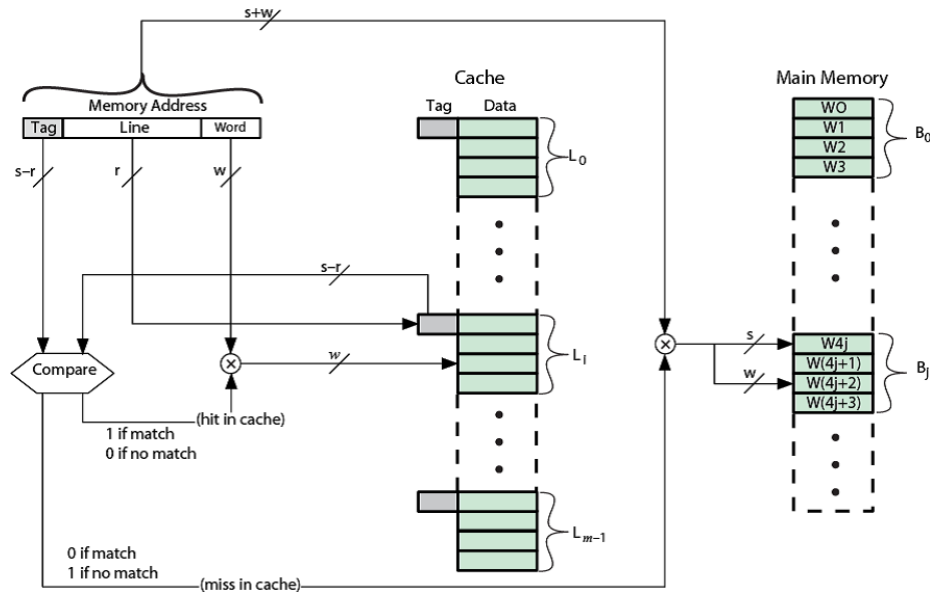 s+w
Cache
Main Memory
Memory Address
Tag Data
Tag Line Word
W0
W1
W2
W3
B0
L0
s–r
r
w
s–r
Compare
w
Li
s
w
W4j
W(4j+1)
W(4j+2)
W(4j+3)
Bj
(hit in cache)
1 if match
0 if no match
Lm–1
0 if match
1 if no match
(miss in cache)